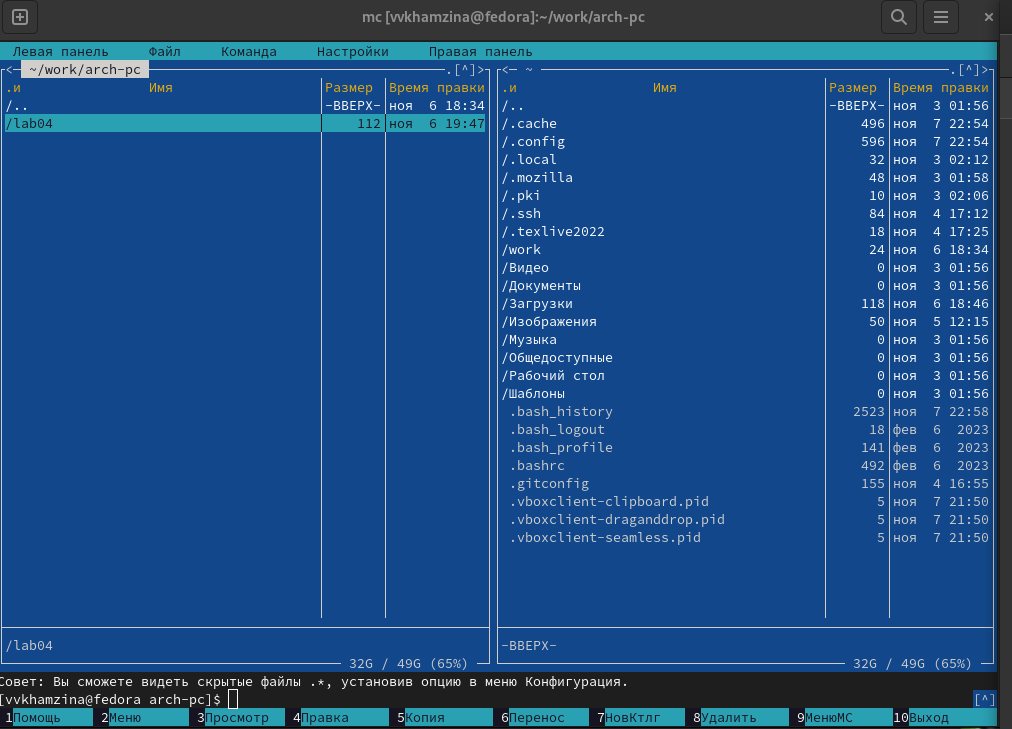 mc [vvkhamzina@fedora]:~/work/arch-pc
Левая панель Файл Команда Настройки Правая панель
<— ~/work/arch-pc .[^]>
.и Имя Размер Время правки
/.. -ВВЕРХ- ноя 6 18:34
/lab04 112 ноя 6 19:47
/lab04
32G / 49G (65%)
<— ~ .[^]>
.и Имя Размер Время правки
/.. -ВВЕРХ- ноя 3 01:56
/.cache 496 ноя 7 22:54
/.config 596 ноя 7 22:54
/.local 32 ноя 3 02:12
/.mozilla 48 ноя 3 01:58
/.pki 10 ноя 3 02:06
/.ssh 84 ноя 4 17:12
/.texlive2022 18 ноя 4 17:25
/work 24 ноя 6 18:34
/Видео 0 ноя 3 01:56
/Документы 0 ноя 3 01:56
/Загрузки 118 ноя 6 18:46
/Изображения 50 ноя 5 12:15
/Музыка 0 ноя 3 01:56
/Общедоступные 0 ноя 3 01:56
/Рабочий стол 0 ноя 3 01:56
/Шаблоны 0 ноя 3 01:56
.bash_history 2523 ноя 7 22:58
.bash_logout 18 фев 6 2023
.bash_profile 141 фев 6 2023
.bashrc 492 фев 6 2023
.gitconfig 155 ноя 4 16:55
.vboxclient-clipboard.pid 5 ноя 7 21:50
.vboxclient-draganddrop.pid 5 ноя 7 21:50
.vboxclient-seamless.pid 5 ноя 7 21:50
-ВВЕРХ-
32G / 49G (65%)
Совет: Вы сможете видеть скрытые файлы .*, установив опцию в меню Конфигурация.
[vvkhamzina@fedora arch-pc]$ [^]
1Помощь 2Меню 3Просмотр 4Правка 5Копия 6Перенос 7НовКтлг 8Удалить 9МенюМС 10Выход